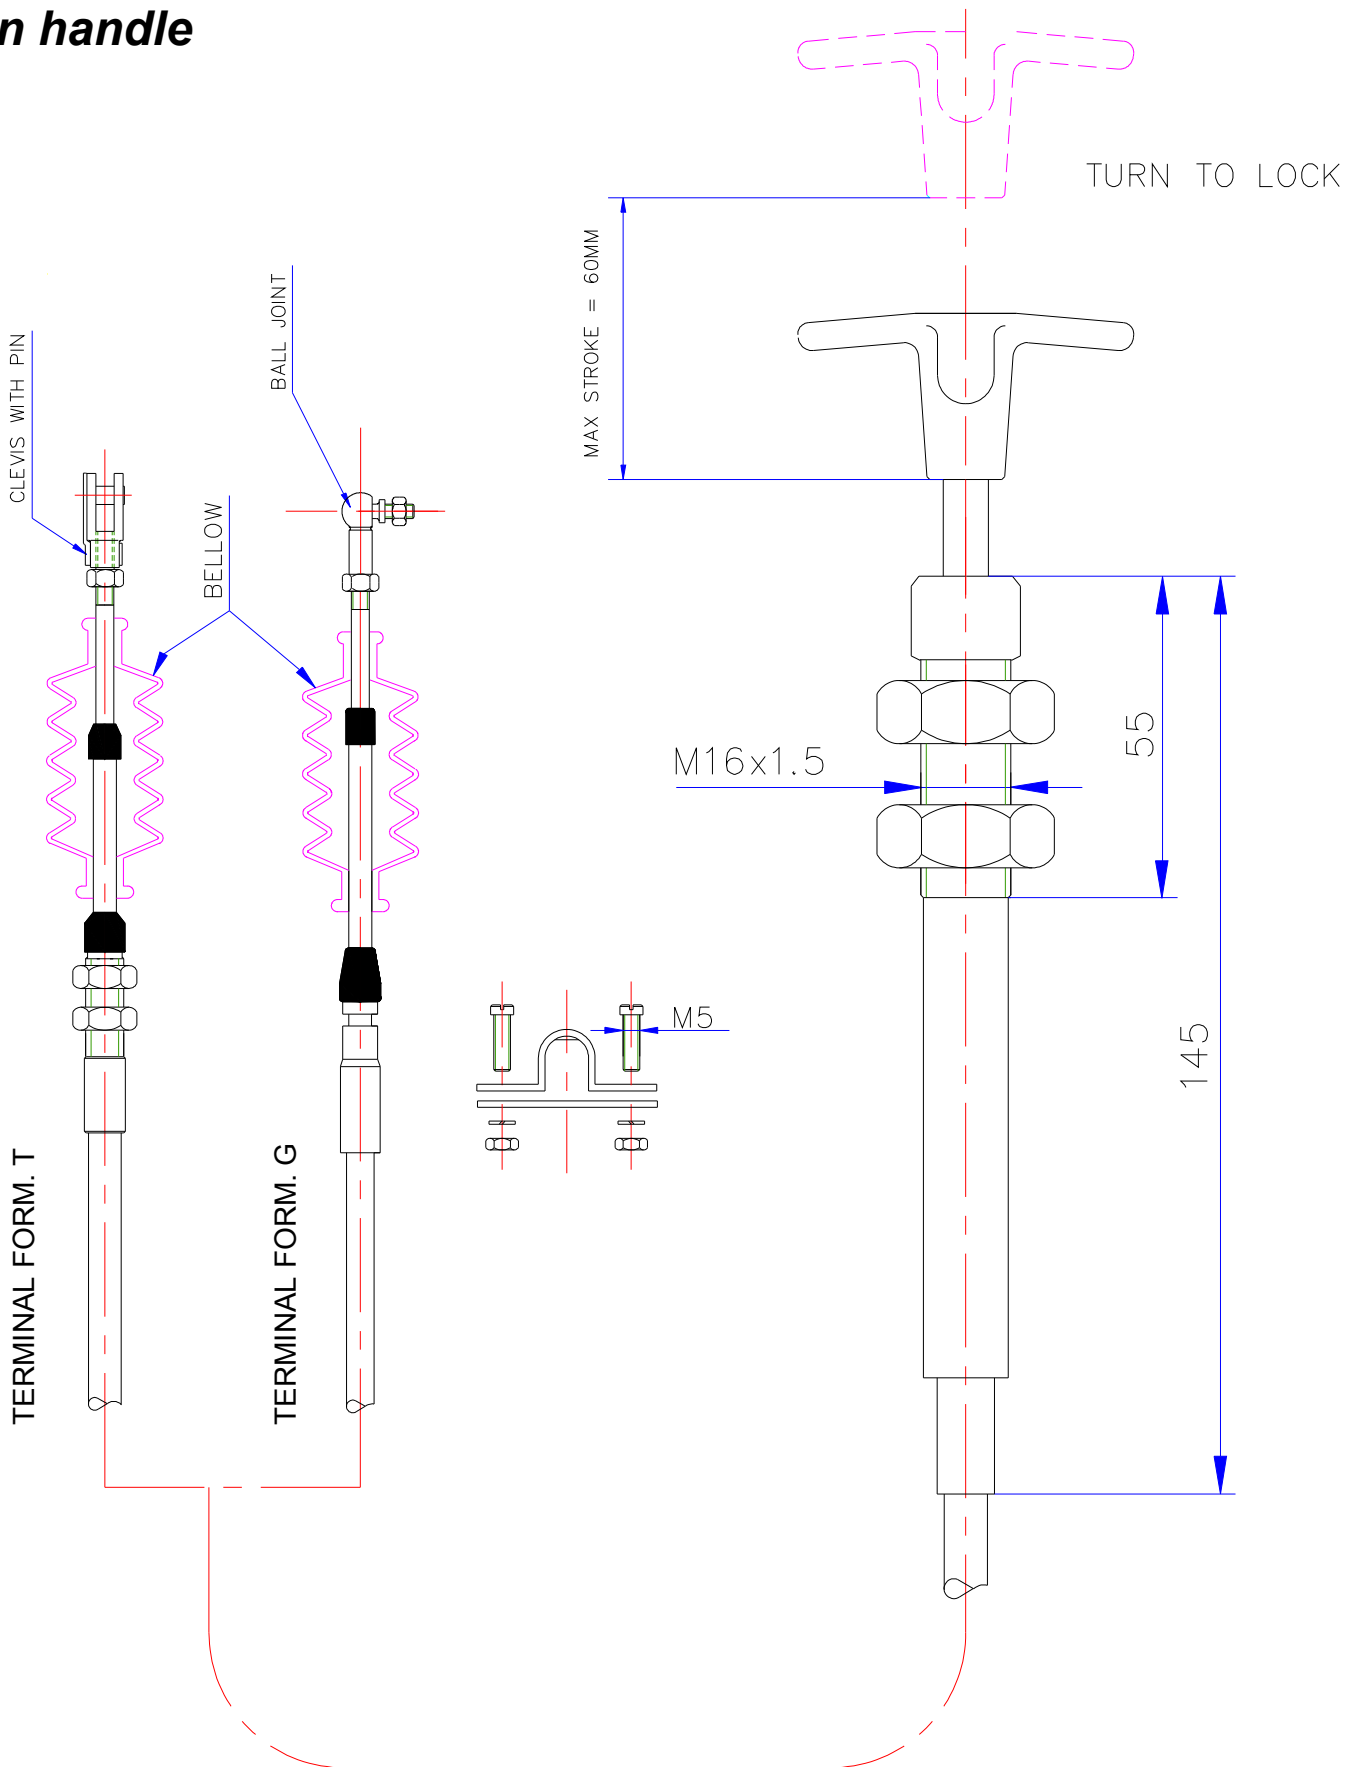 n handle
TURN TO LOCK
MAX STROKE = 60MM
BALL JOINT
CLEVIS WITH PIN
BELLOW
M16x1.5
55
145
M5
TERMINAL FORM. T
TERMINAL FORM. G